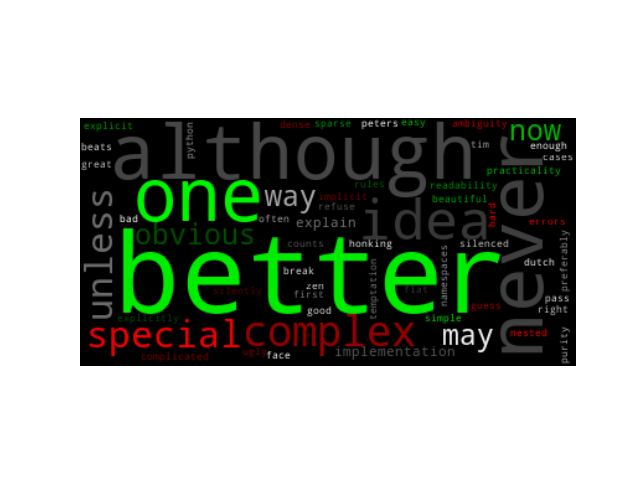 explicit
python
although
dense
sparse
peters
easy
ambiguity
now
beats
great
tim
enough
cases
never
practicality
unless
one
way
implicit
rules
refuse
readability
beautiful
hard
idea
bad
obvious
often
explain
errors
counts
honking
silenced
better
break
zen
first
silently
temptation
flat
namespaces
dutch
preferably
good
guess
pass
right
explicitly
simple
special
complex
may
nested
purity
complicated
ugly
face
implementation